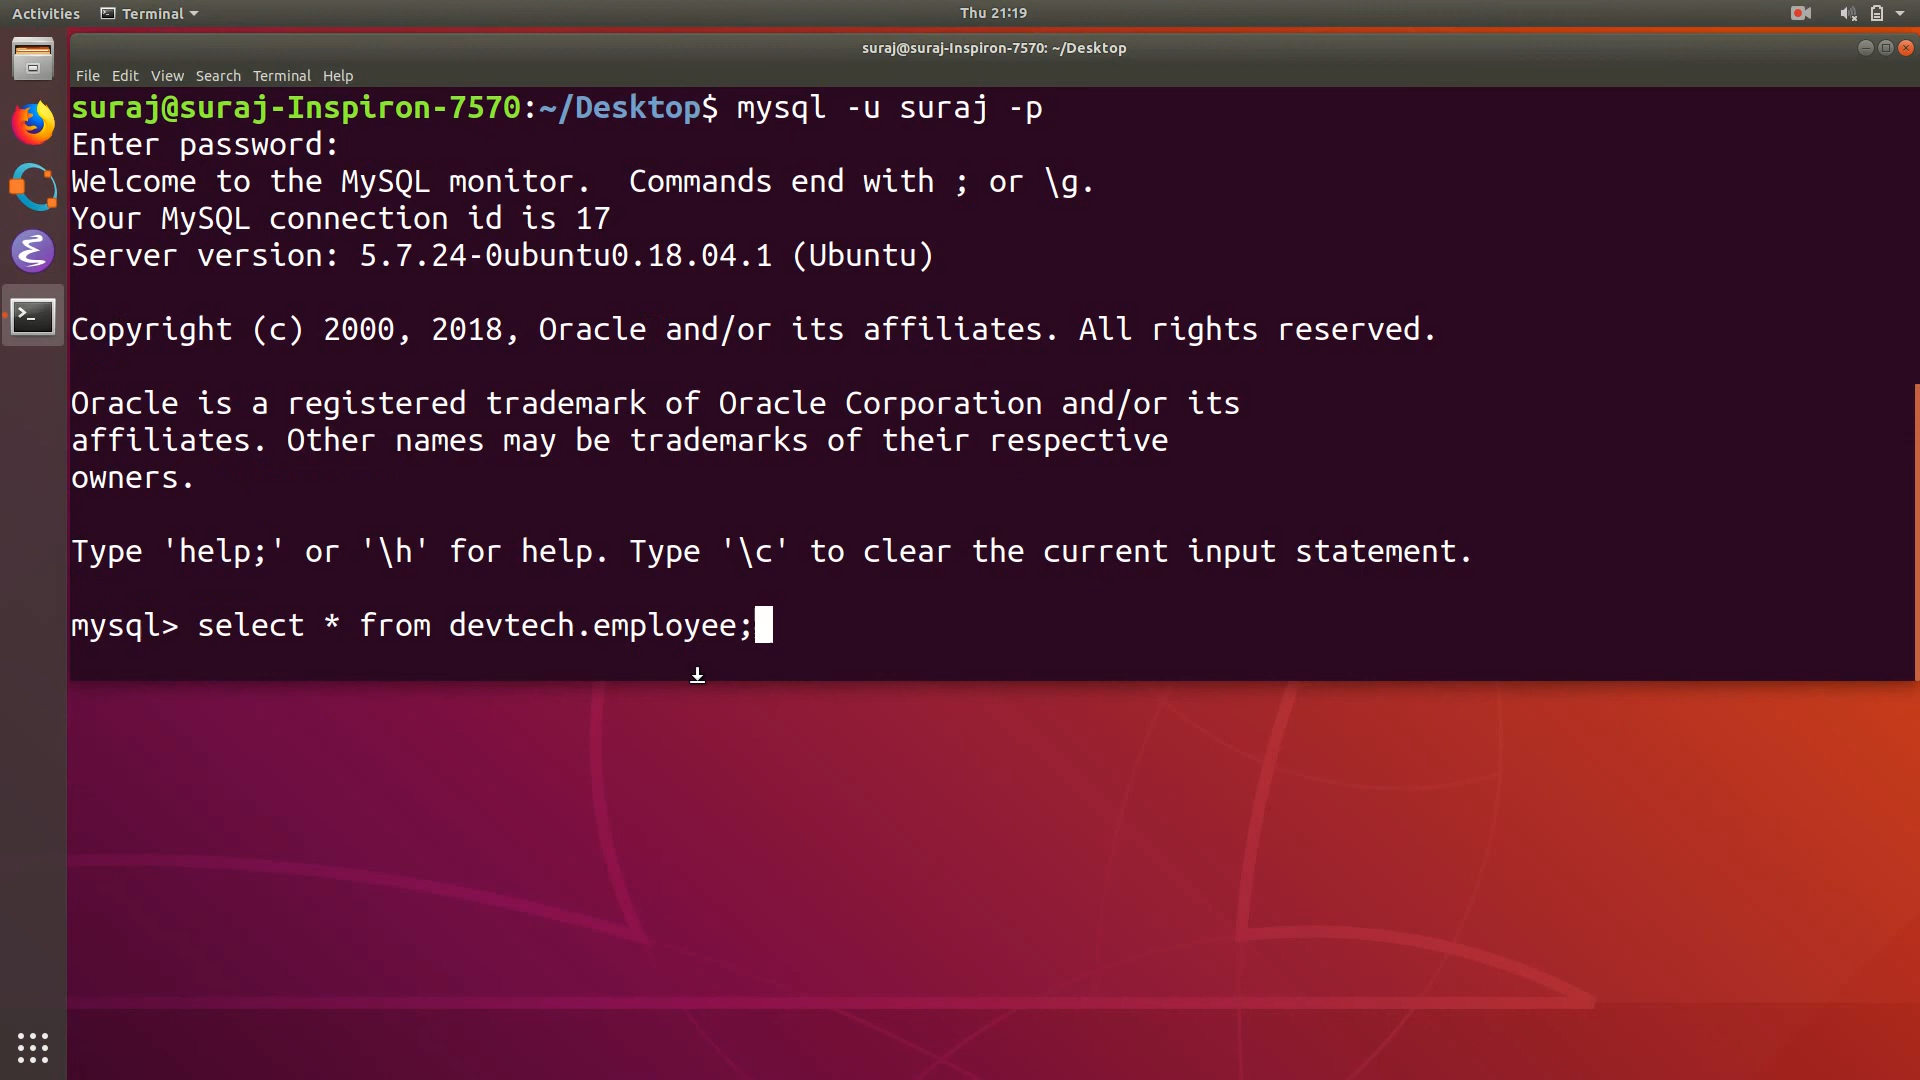 Activities Terminal Thu 21:19
suraj@suraj-Inspiron-7570: ~/Desktop
File Edit View Search Terminal Help
suraj@suraj-Inspiron-7570:~/Desktop$ mysql -u suraj -p
Enter password:
Welcome to the MySQL monitor.  Commands end with ; or \g.
Your MySQL connection id is 17
Server version: 5.7.24-0ubuntu0.18.04.1 (Ubuntu)
Copyright (c) 2000, 2018, Oracle and/or its affiliates. All rights reserved.
Oracle is a registered trademark of Oracle Corporation and/or its
affiliates. Other names may be trademarks of their respective
owners.
Type 'help;' or '\h' for help. Type '\c' to clear the current input statement.
mysql> select * from devtech.employee;